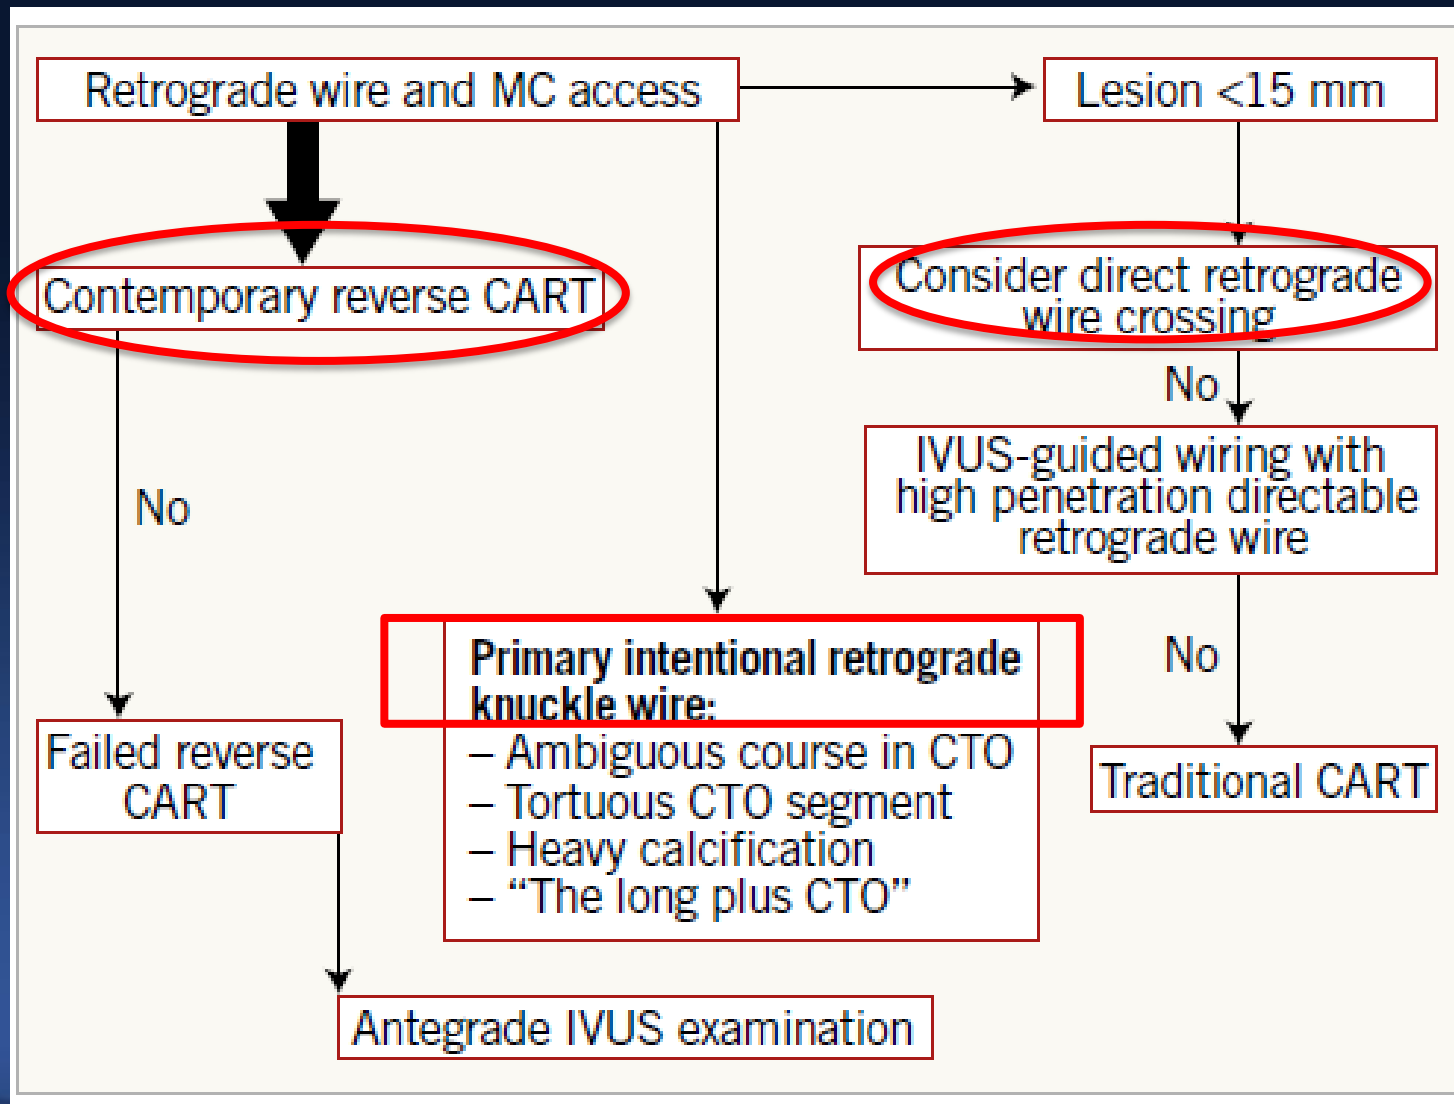 Retrograde wire and MC access
Lesion <15 mm
Contemporary reverse CART
Consider direct retrograde
wire crossing
No
IVUS-guided wiring with
high penetration directable
retrograde wire
No
No
Primary intentional retrograde
knuckle wire:
– Ambiguous course in CTO
– Tortuous CTO segment
– Heavy calcification
– “The long plus CTO”
Failed reverse
CART
Traditional CART
Antegrade IVUS examination